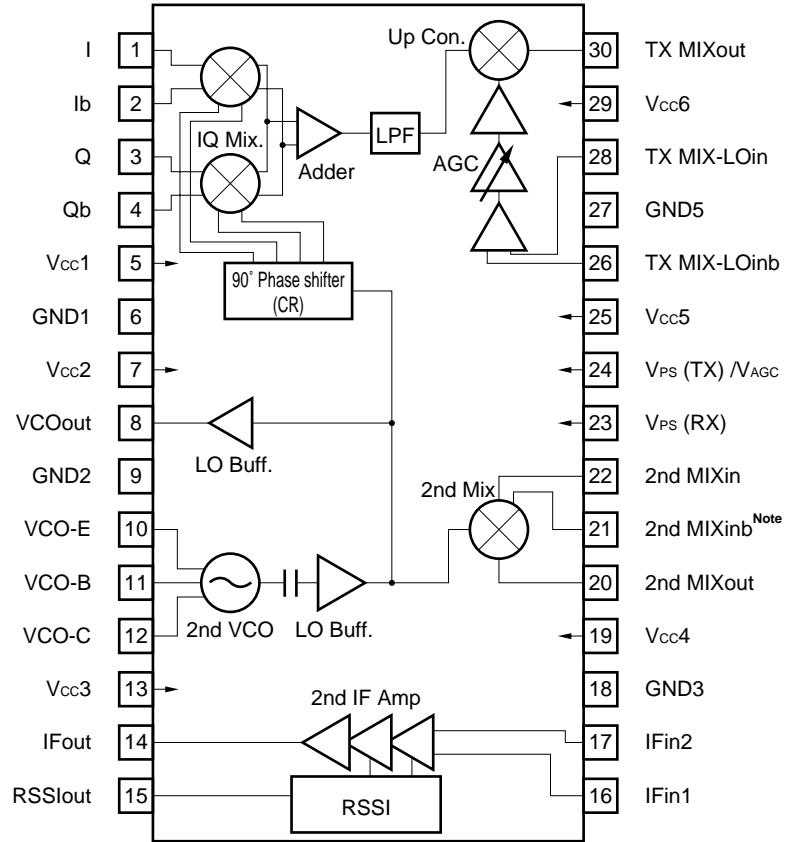 I 1
Ib 2
Q 3
Qb 4
Vcc1 5
GND1 6
Vcc2 7
VCOout 8
GND2 9
VCO-E 10
VCO-B 11
VCO-C 12
Vcc3 13
IFout 14
RSSIout 15
IQ Mix.
Adder
LPF
Up Con.
AGC
90˚ Phase shifter
(CR)
LO Buff.
2nd Mix
2nd VCO
LO Buff.
2nd IF Amp
RSSI
30 TX MIXout
29 Vcc6
28 TX MIX-LOin
27 GND5
26 TX MIX-LOinb
25 Vcc5
24 VPS (TX) /VAGC
23 VPS (RX)
22 2nd MIXin
21 2nd MIXinb Note
20 2nd MIXout
19 Vcc4
18 GND3
17 IFin2
16 IFin1